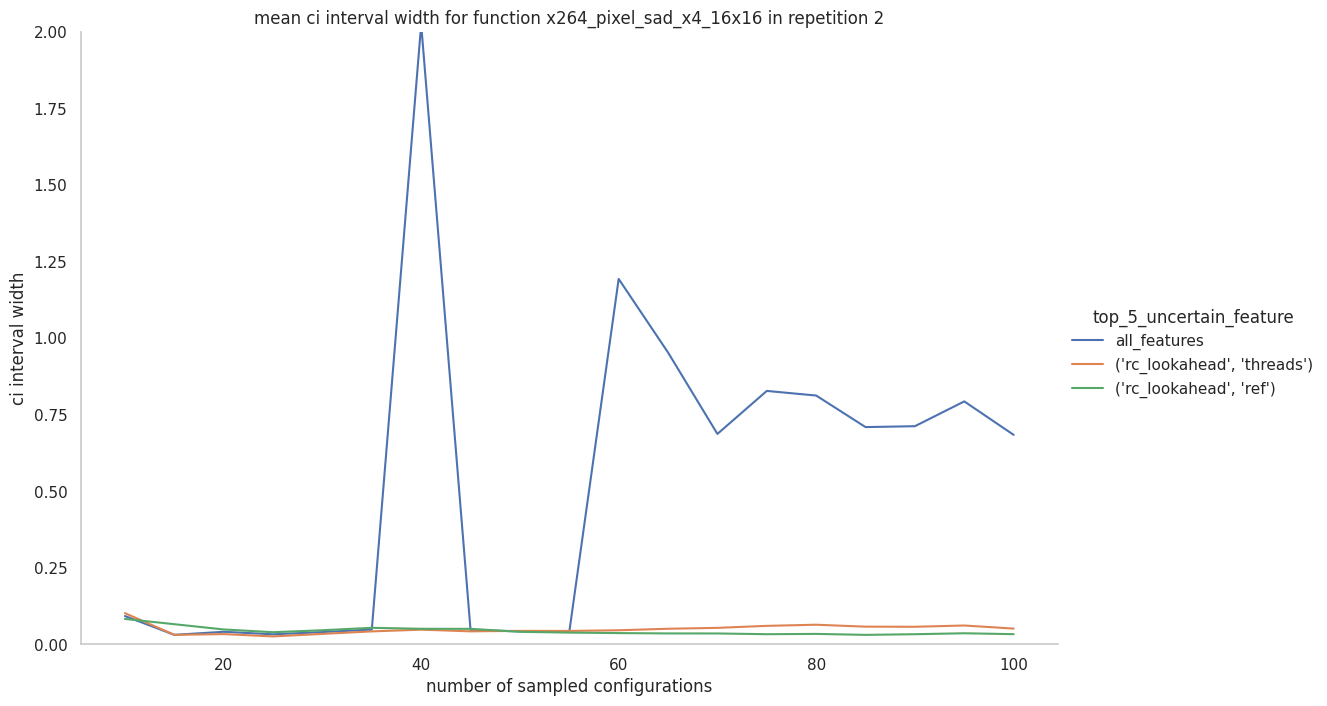 mean ci interval width for function x264_pixel_sad_x4_16x16 in repetition 2
2.00
1.75
1.50
1.25
1.00
0.75
0.50
0.25
0.00
ci interval width
20
40
60
80
100
number of sampled configurations
top_5_uncertain_feature
all_features
('rc_lookahead', 'threads')
('rc_lookahead', 'ref')